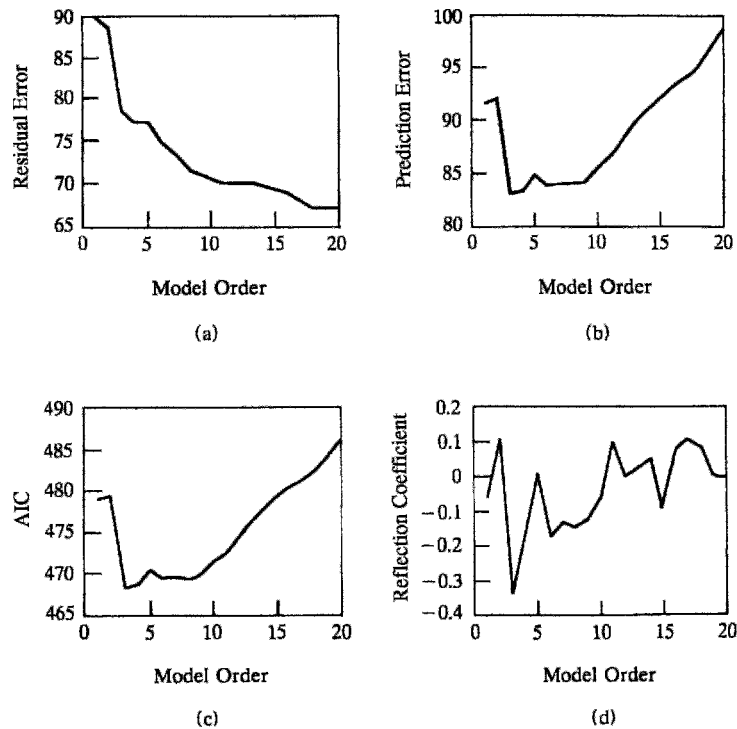 Residual Error
90
85
80
75
70
65
0 5 10 15 20
Model Order
(a)
Prediction Error
100
95
90
85
80
0 5 10 15 20
Model Order
(b)
AIC
490
485
480
475
470
465
0 5 10 15 20
Model Order
(c)
Reflection Coefficient
0.2
0.1
0
−0.1
−0.2
−0.3
−0.4
0 5 10 15 20
Model Order
(d)